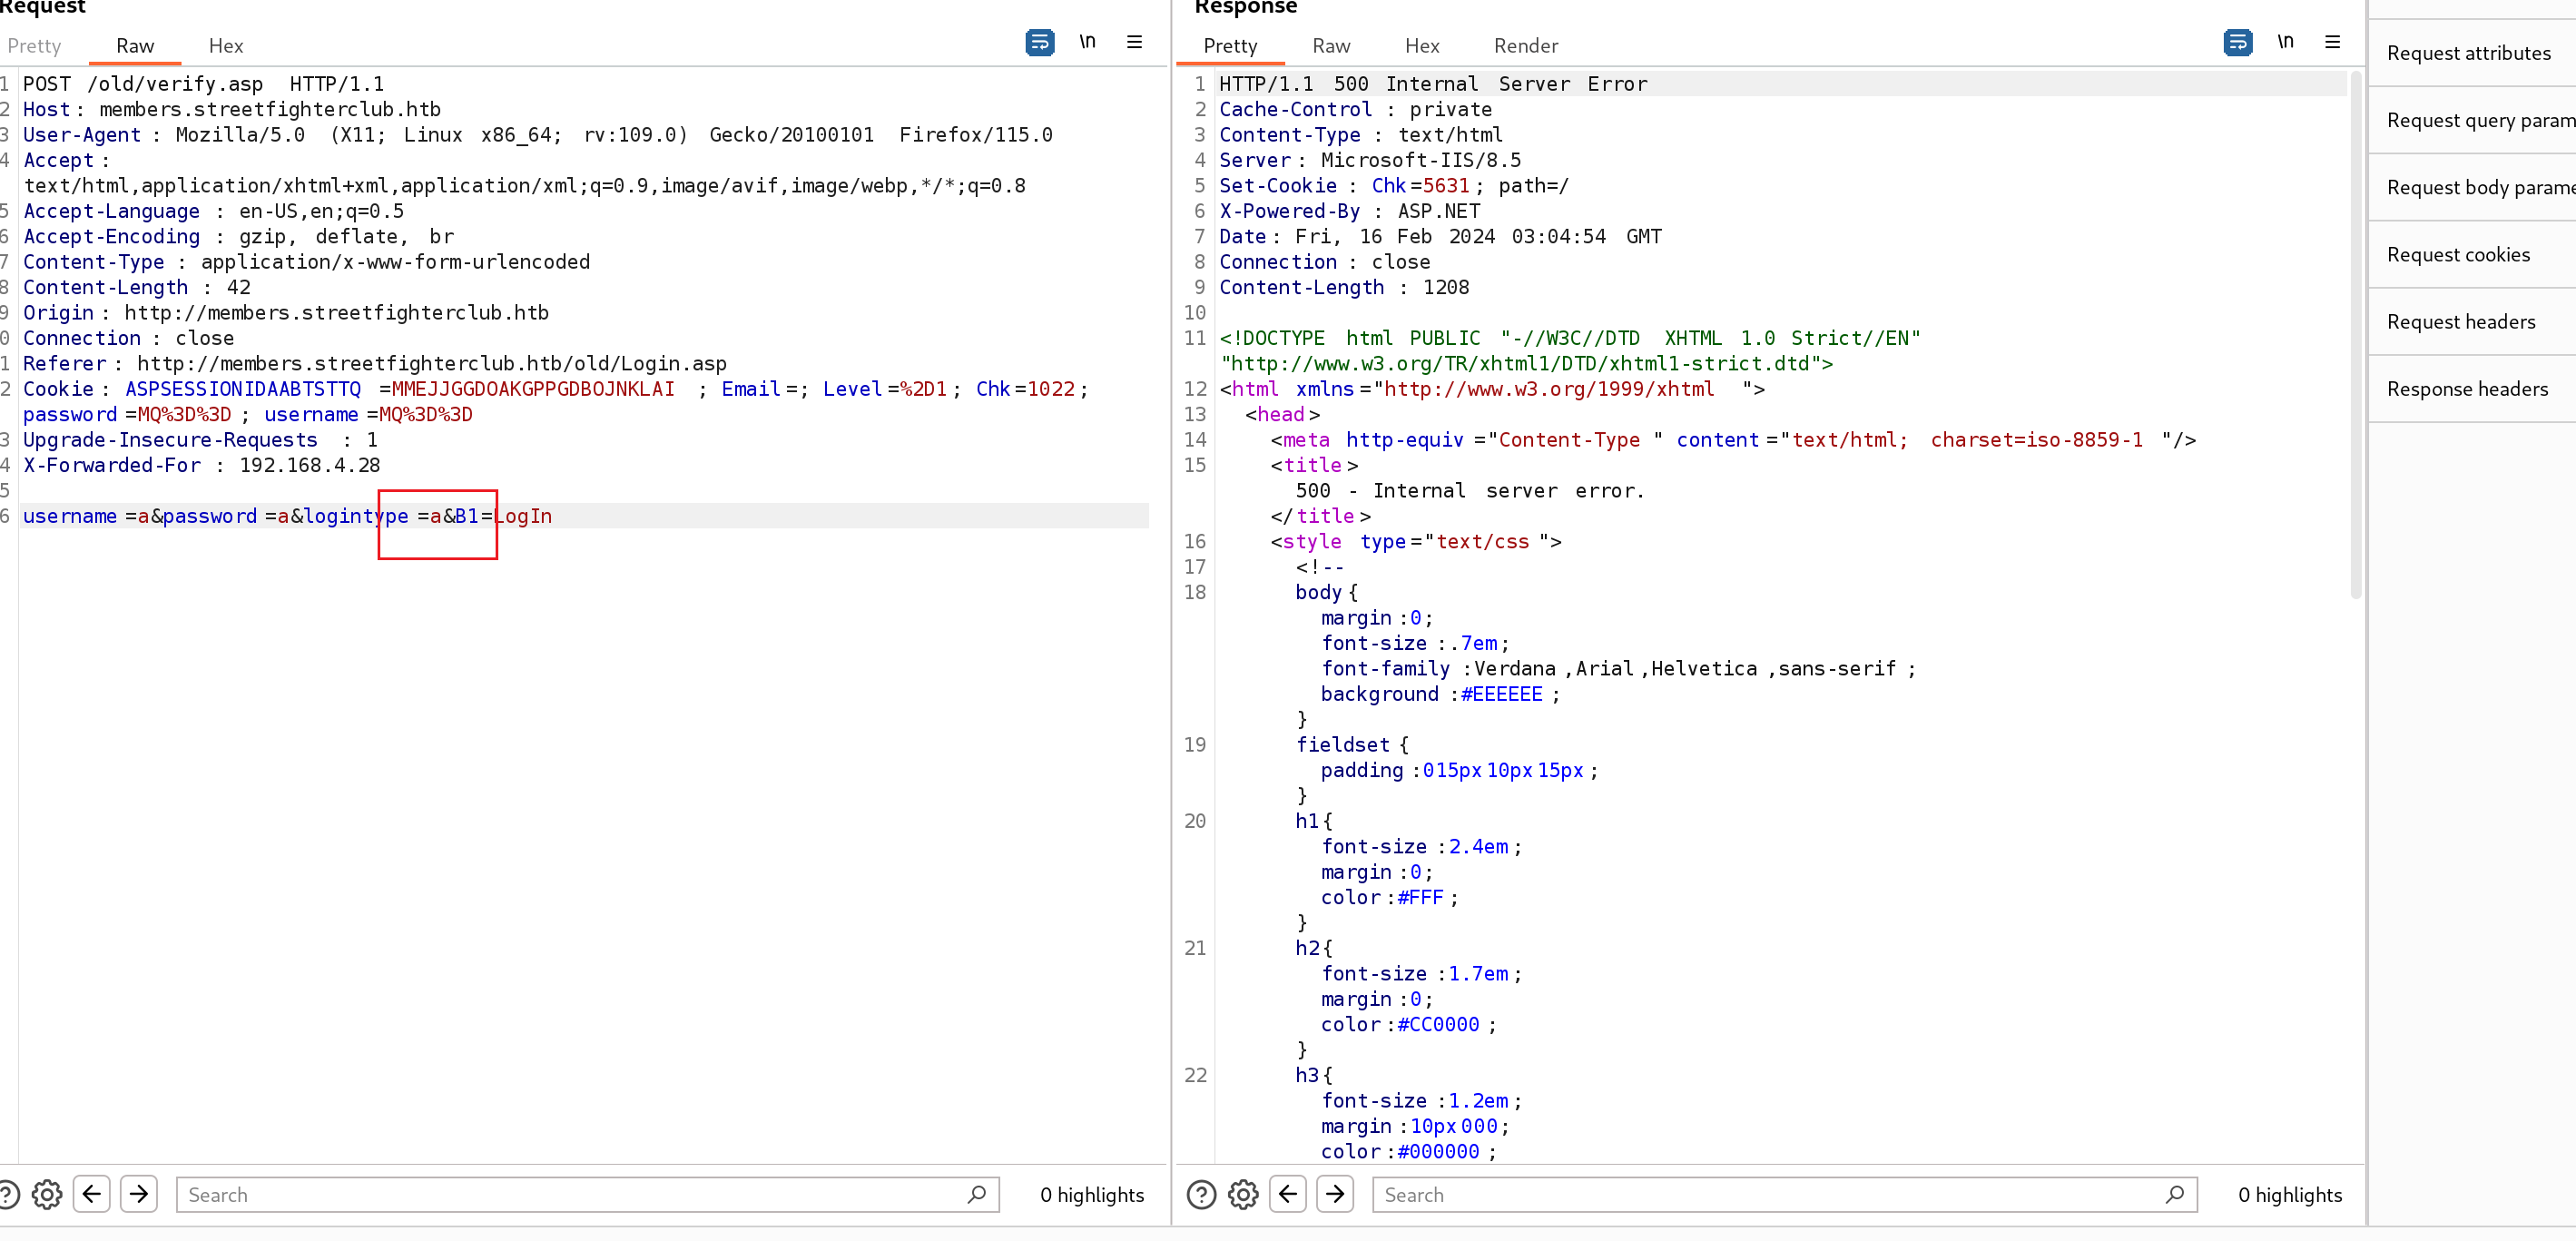 Request
Pretty Raw Hex \n
1 POST /old/verify.asp HTTP/1.1
2 Host: members.streetfighterclub.htb
3 User-Agent : Mozilla/5.0 (X11; Linux x86_64; rv:109.0) Gecko/20100101 Firefox/115.0
4 Accept :
text/html,application/xhtml+xml,application/xml;q=0.9,image/avif,image/webp,*/*;q=0.8
5 Accept-Language : en-US,en;q=0.5
6 Accept-Encoding : gzip, deflate, br
7 Content-Type : application/x-www-form-urlencoded
8 Content-Length : 42
9 Origin : http://members.streetfighterclub.htb
0 Connection : close
1 Referer : http://members.streetfighterclub.htb/old/Login.asp
2 Cookie : ASPSESSIONIDAABTSTTQ =MMEJJGGDOAKGPPGDBOJNKLAI ; Email=; Level=%2D1; Chk=1022;
password=MQ%3D%3D ; username=MQ%3D%3D
3 Upgrade-Insecure-Requests : 1
4 X-Forwarded-For : 192.168.4.28
5
6 username =a&password =a&logintype =a&B1=LogIn
Search
0 highlights
Response
Pretty Raw Hex Render \n
1 HTTP/1.1 500 Internal Server Error
2 Cache-Control : private
3 Content-Type : text/html
4 Server : Microsoft-IIS/8.5
5 Set-Cookie : Chk=5631; path=/
6 X-Powered-By : ASP.NET
7 Date: Fri, 16 Feb 2024 03:04:54 GMT
8 Connection : close
9 Content-Length : 1208
10
11 <!DOCTYPE html PUBLIC "-//W3C//DTD XHTML 1.0 Strict//EN"
"http://www.w3.org/TR/xhtml1/DTD/xhtml1-strict.dtd">
12 <html xmlns="http://www.w3.org/1999/xhtml ">
13 <head>
14 <meta http-equiv ="Content-Type " content ="text/html; charset=iso-8859-1 "/>
15 <title>
500 - Internal server error.
</title>
16 <style type="text/css ">
17 <!--
18 body{
margin :0;
font-size :.7em;
font-family :Verdana ,Arial ,Helvetica ,sans-serif ;
background :#EEEEEE ;
}
19 fieldset {
padding :015px10px15px ;
}
20 h1{
font-size :2.4em;
margin :0;
color:#FFF ;
}
21 h2{
font-size :1.7em;
margin :0;
color:#CC0000 ;
}
22 h3{
font-size :1.2em;
margin :10px000;
color:#000000 ;
Search
0 highlights
Request attributes
Request query param
Request body parame
Request cookies
Request headers
Response headers